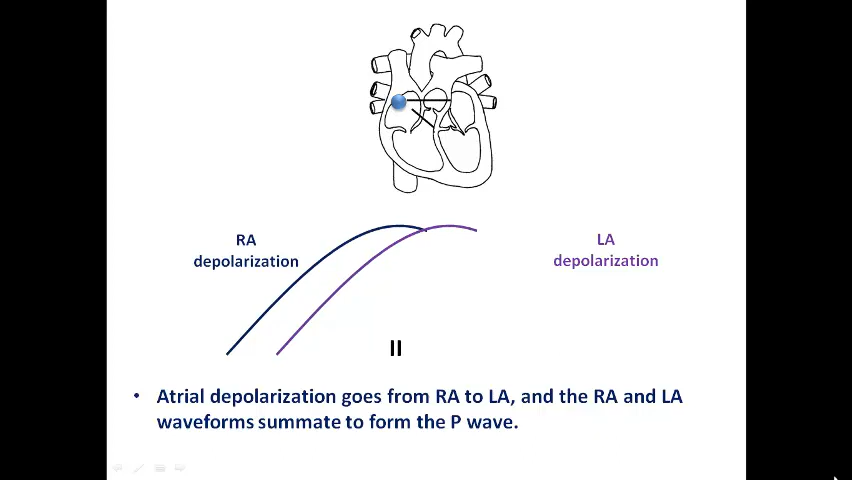 RA
depolarization
LA
depolarization
II
• Atrial depolarization goes from RA to LA, and the RA and LA
waveforms summate to form the P wave.